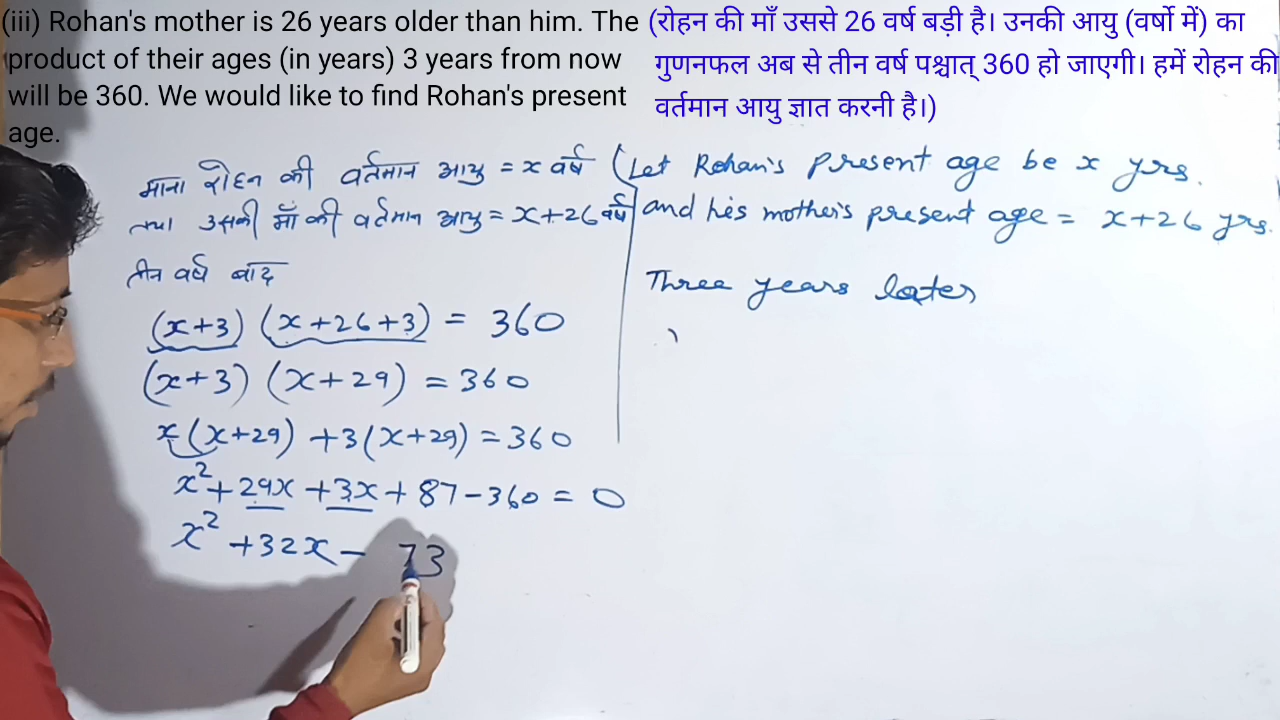 (iii) Rohan's mother is 26 years older than him. The
product of their ages (in years) 3 years from now
will be 360. We would like to find Rohan's present
age.
(रोहन की माँ उससे 26 वर्ष बड़ी है। उनकी आयु (वर्षो में) का
गुणनफल अब से तीन वर्ष पश्चात् 360 हो जाएगी। हमें रोहन की
वर्तमान आयु ज्ञात करनी है।)
माना रोहन की वर्तमान आयु = x वर्ष
तथा उसकी माँ की वर्तमान आयु = x+26 वर्ष
तीन वर्ष बाद
(x+3) (x+26+3) = 360
(x+3) (x+29) = 360
x(x+29) +3(x+29) = 360
x² + 29x + 3x + 87 - 360 = 0
x² + 32x - 73
(Let Rohan's present age be x yrs.
and his mother's present age = x+26 yrs.
Three years later